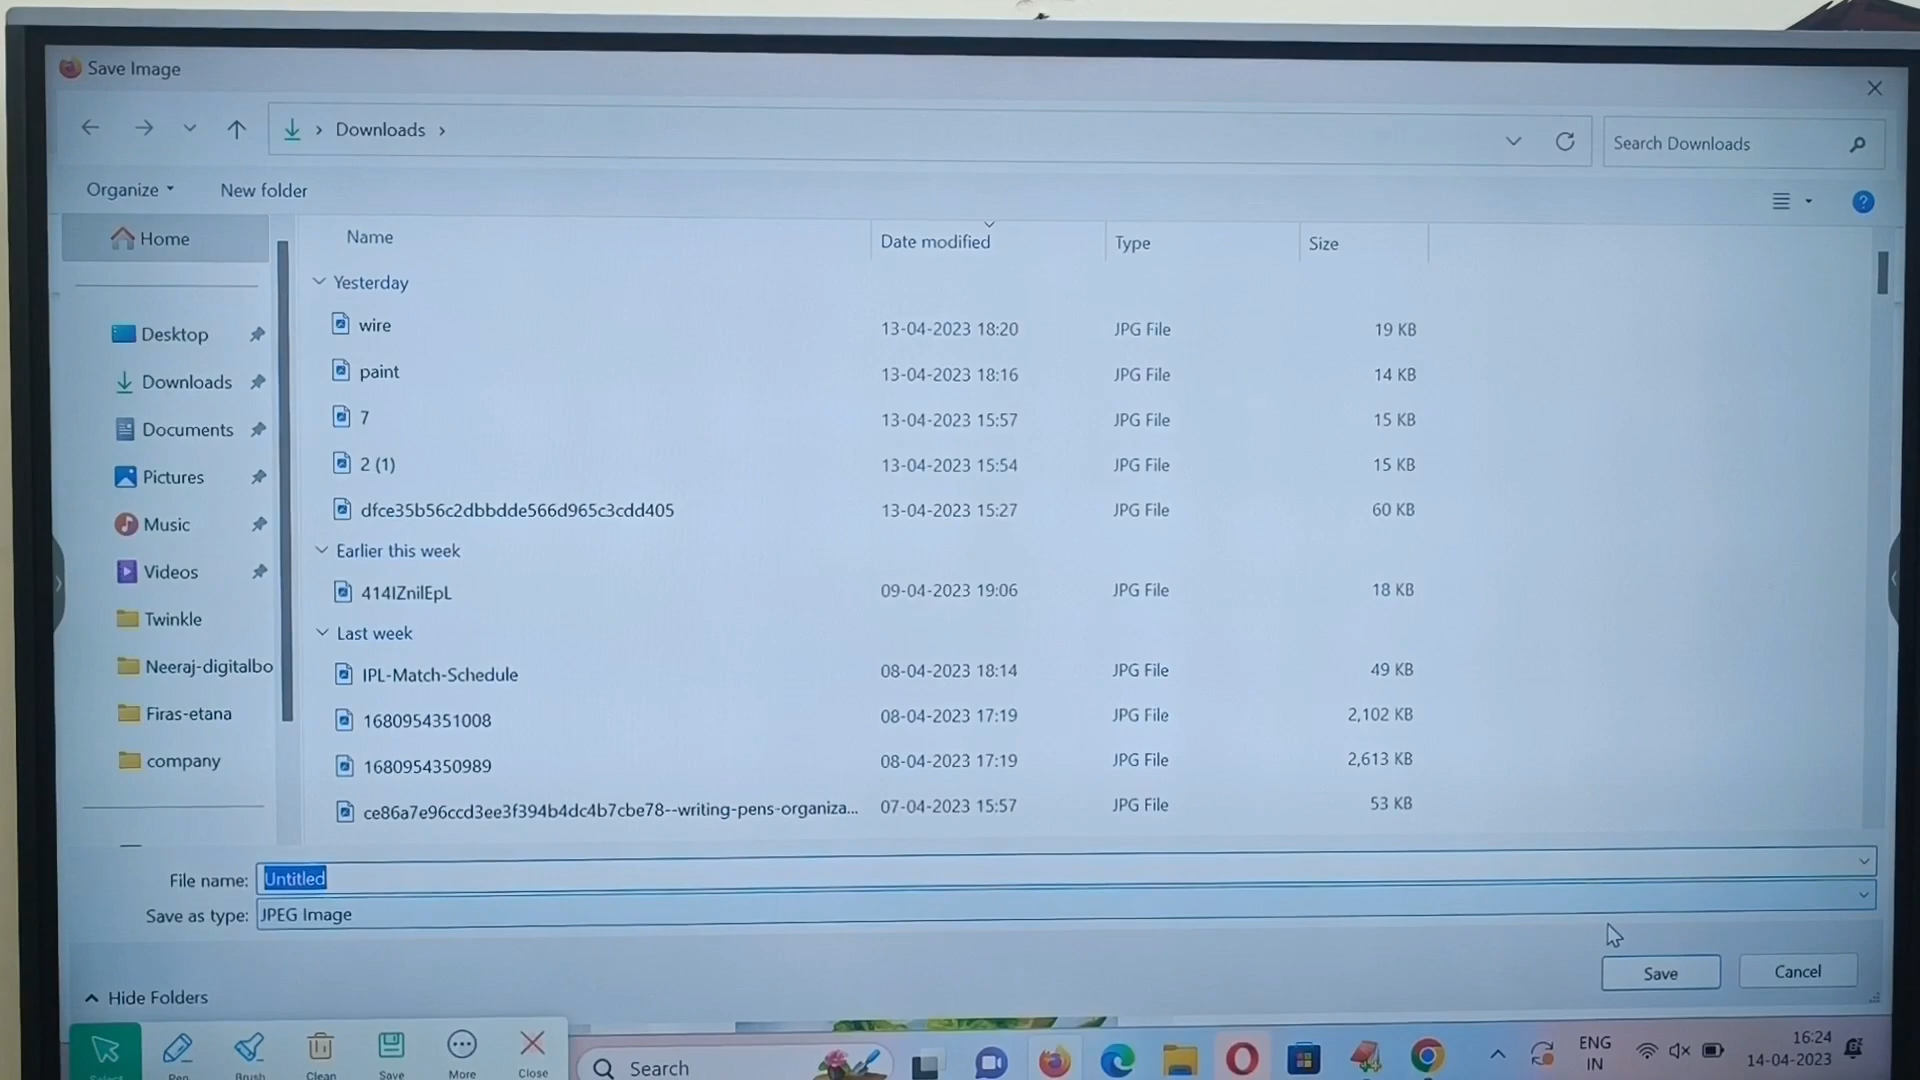 Save Image
Downloads
Search Downloads
Organize New folder
Home
Desktop
Downloads
Documents
Pictures
Music
Videos
Twinkle
Neeraj-digitalbo
Firas-etana
company
Name Date modified Type Size
Yesterday
wire 13-04-2023 18:20 JPG File 19 KB
paint 13-04-2023 18:16 JPG File 14 KB
7 13-04-2023 15:57 JPG File 15 KB
2 (1) 13-04-2023 15:54 JPG File 15 KB
dfce35b56c2dbbdde566d965c3cdd405 13-04-2023 15:27 JPG File 60 KB
Earlier this week
414IZnilEpL 09-04-2023 19:06 JPG File 18 KB
Last week
IPL-Match-Schedule 08-04-2023 18:14 JPG File 49 KB
1680954351008 08-04-2023 17:19 JPG File 2,102 KB
1680954350989 08-04-2023 17:19 JPG File 2,613 KB
ce86a7e96ccd3ee3f394b4dc4b7cbe78--writing-pens-organiza... 07-04-2023 15:57 JPG File 53 KB
File name: Untitled
Save as type: JPEG Image
Save Cancel
Hide Folders
Select Pen Brush Clean Save More Close
Search
ENG
IN
16:24
14-04-2023